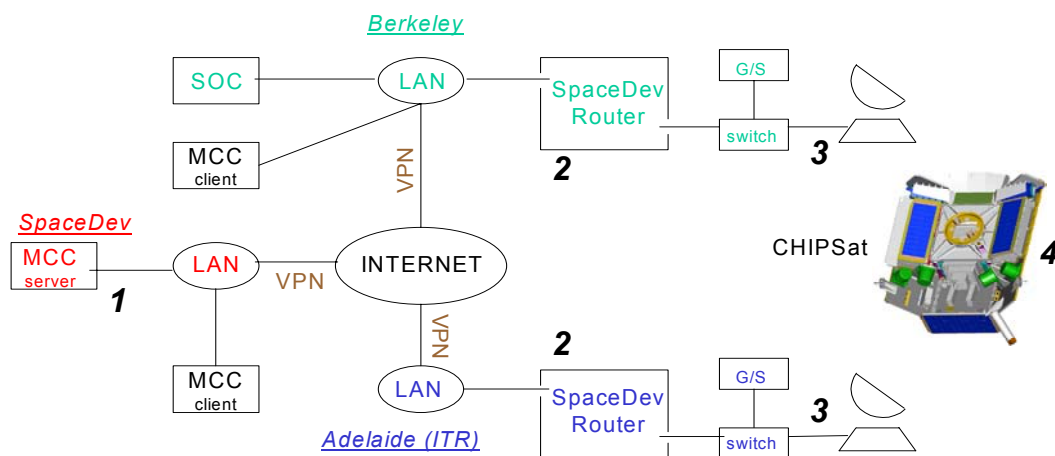 Berkeley
SOC
LAN
SpaceDev
Router
G/S
switch
3
2
MCC
client
VPN
SpaceDev
MCC
server
1
LAN
VPN
INTERNET
CHIPSat
4
MCC
client
VPN
LAN
Adelaide (ITR)
2
SpaceDev
Router
G/S
switch
3